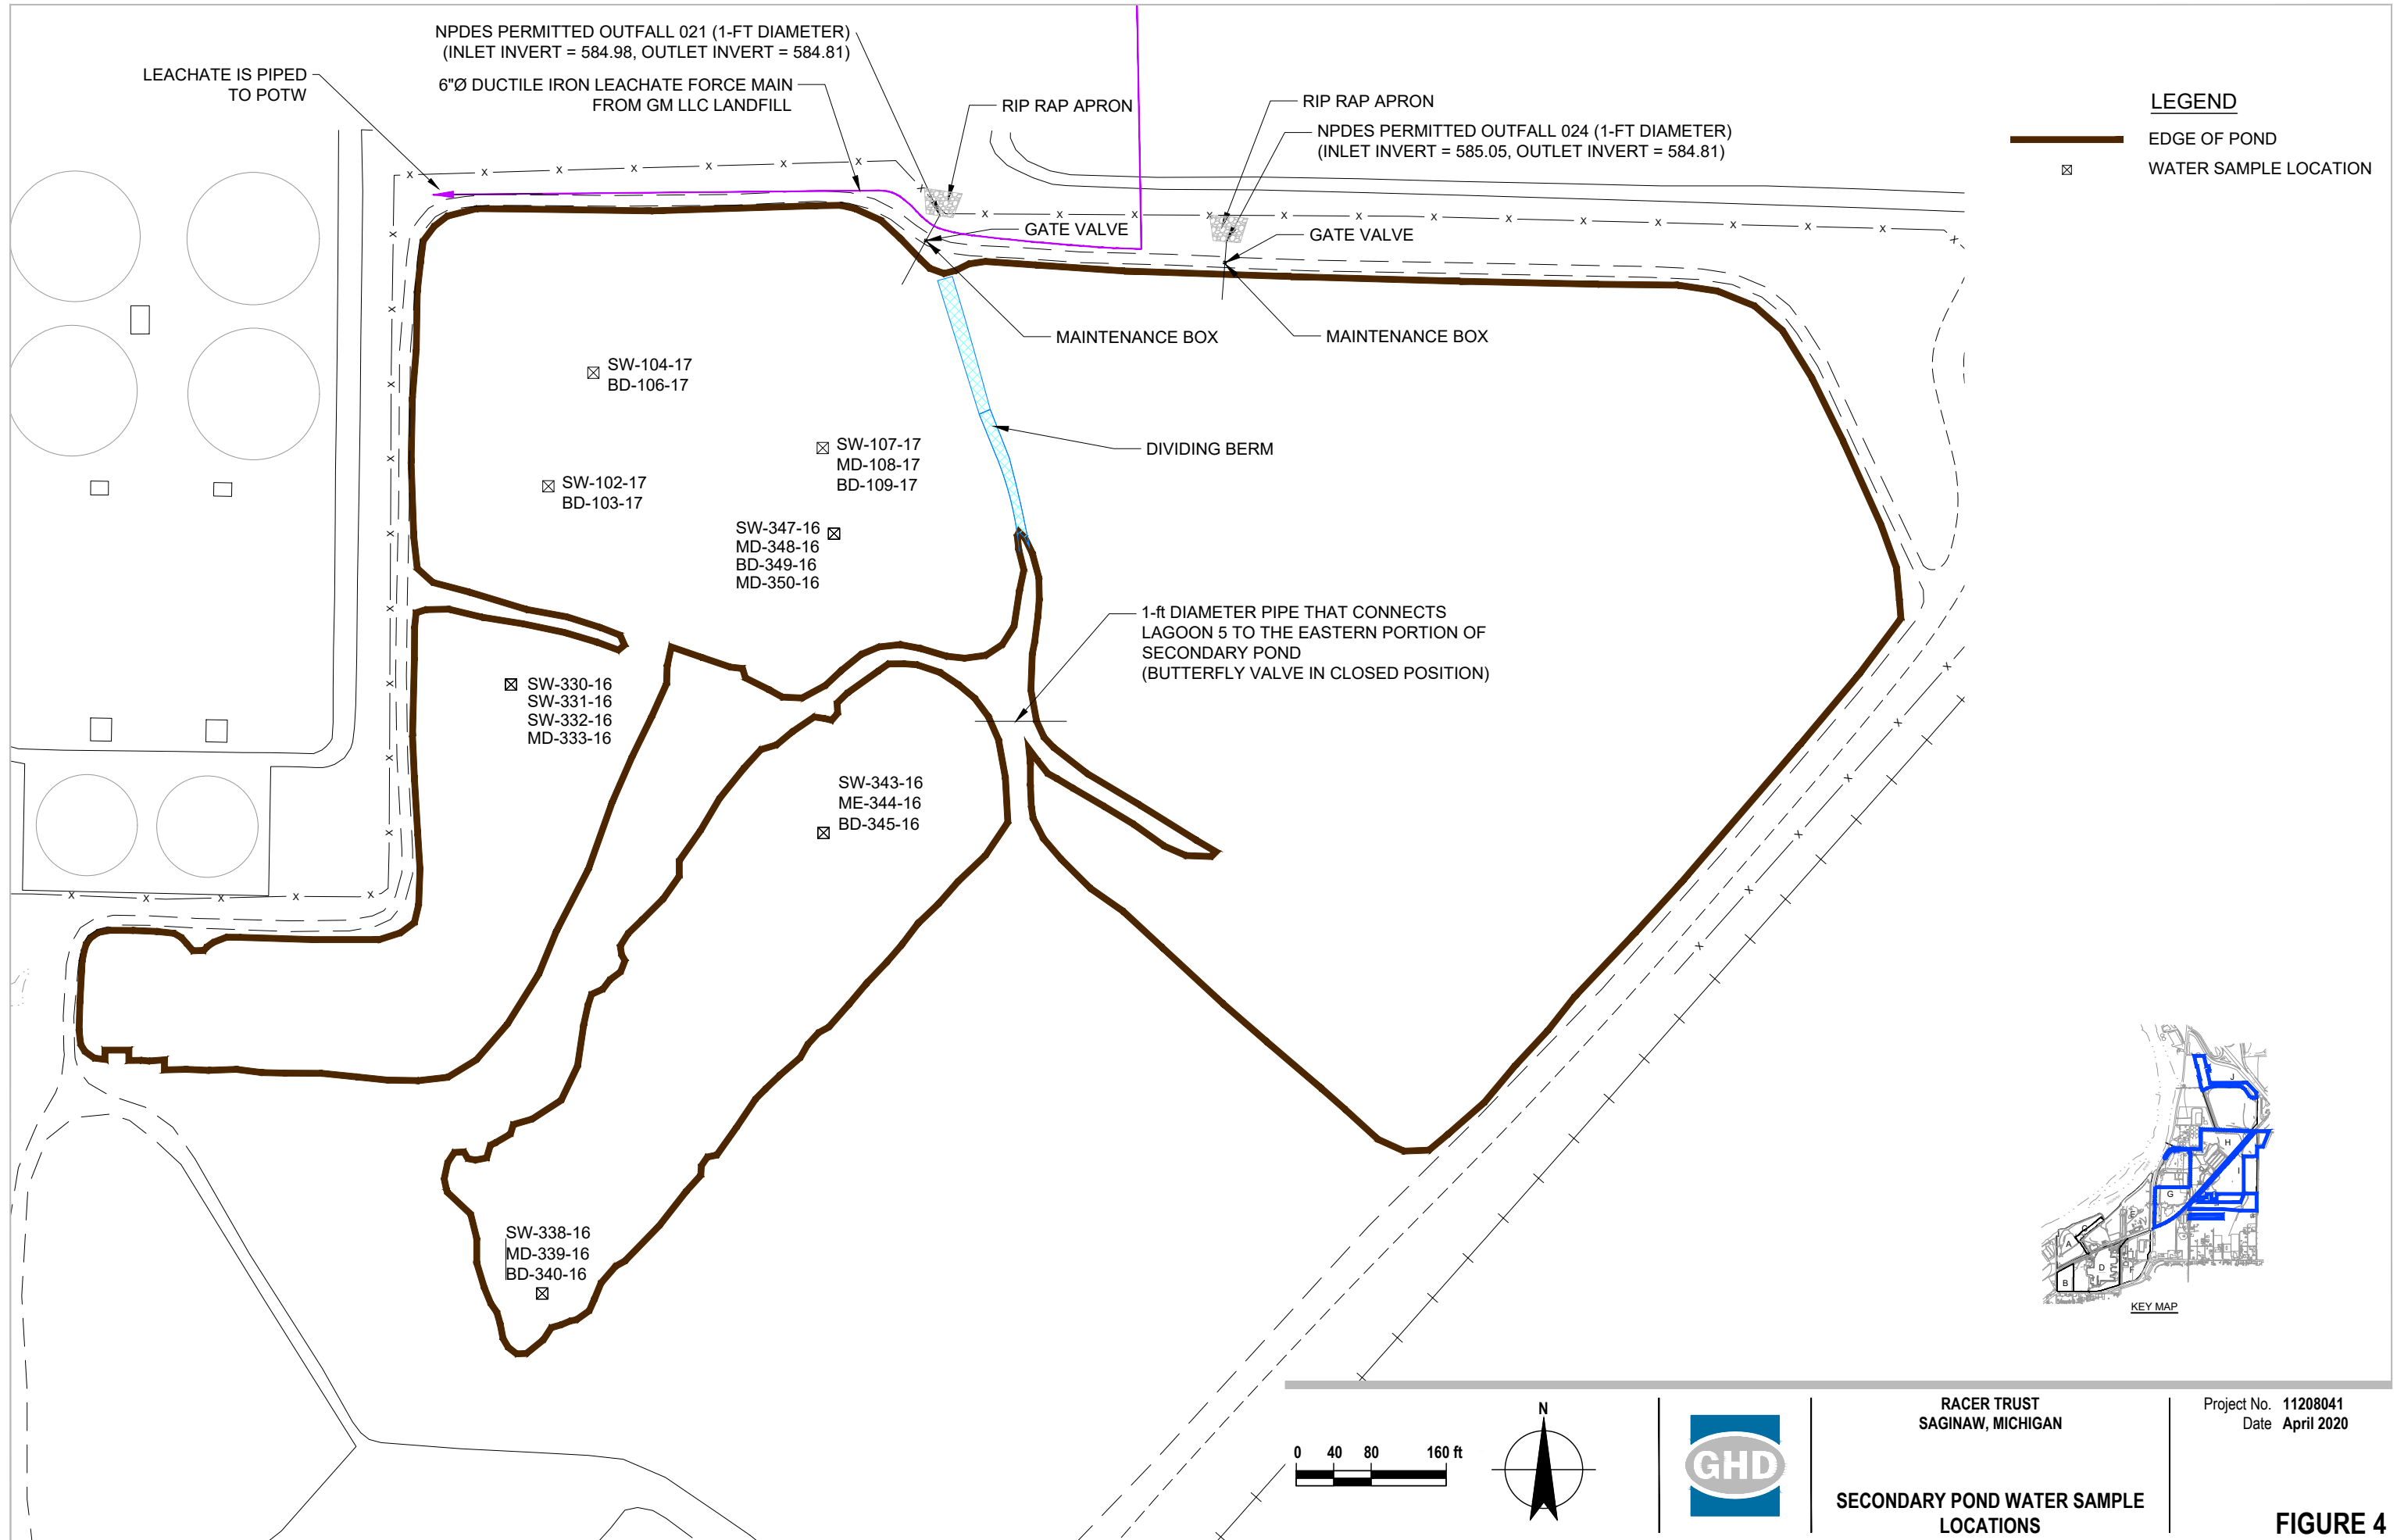 NPDES PERMITTED OUTFALL 021 (1-FT DIAMETER)
(INLET INVERT = 584.98, OUTLET INVERT = 584.81)
LEACHATE IS PIPED
TO POTW
6"Ø DUCTILE IRON LEACHATE FORCE MAIN
FROM GM LLC LANDFILL
RIP RAP APRON
RIP RAP APRON
NPDES PERMITTED OUTFALL 024 (1-FT DIAMETER)
(INLET INVERT = 585.05, OUTLET INVERT = 584.81)
LEGEND
EDGE OF POND
WATER SAMPLE LOCATION
GATE VALVE
GATE VALVE
MAINTENANCE BOX
MAINTENANCE BOX
SW-104-17
BD-106-17
DIVIDING BERM
SW-107-17
MD-108-17
BD-109-17
SW-102-17
BD-103-17
SW-347-16
MD-348-16
BD-349-16
MD-350-16
1-ft DIAMETER PIPE THAT CONNECTS
LAGOON 5 TO THE EASTERN PORTION OF
SECONDARY POND
(BUTTERFLY VALVE IN CLOSED POSITION)
SW-330-16
SW-331-16
SW-332-16
MD-333-16
SW-343-16
ME-344-16
BD-345-16
SW-338-16
MD-339-16
BD-340-16
J
H
I
G
C
A
D
F
B
KEY MAP
0 40 80 160 ft
N
GHD
RACER TRUST
SAGINAW, MICHIGAN
SECONDARY POND WATER SAMPLE
LOCATIONS
Project No. 11208041
Date April 2020
FIGURE 4